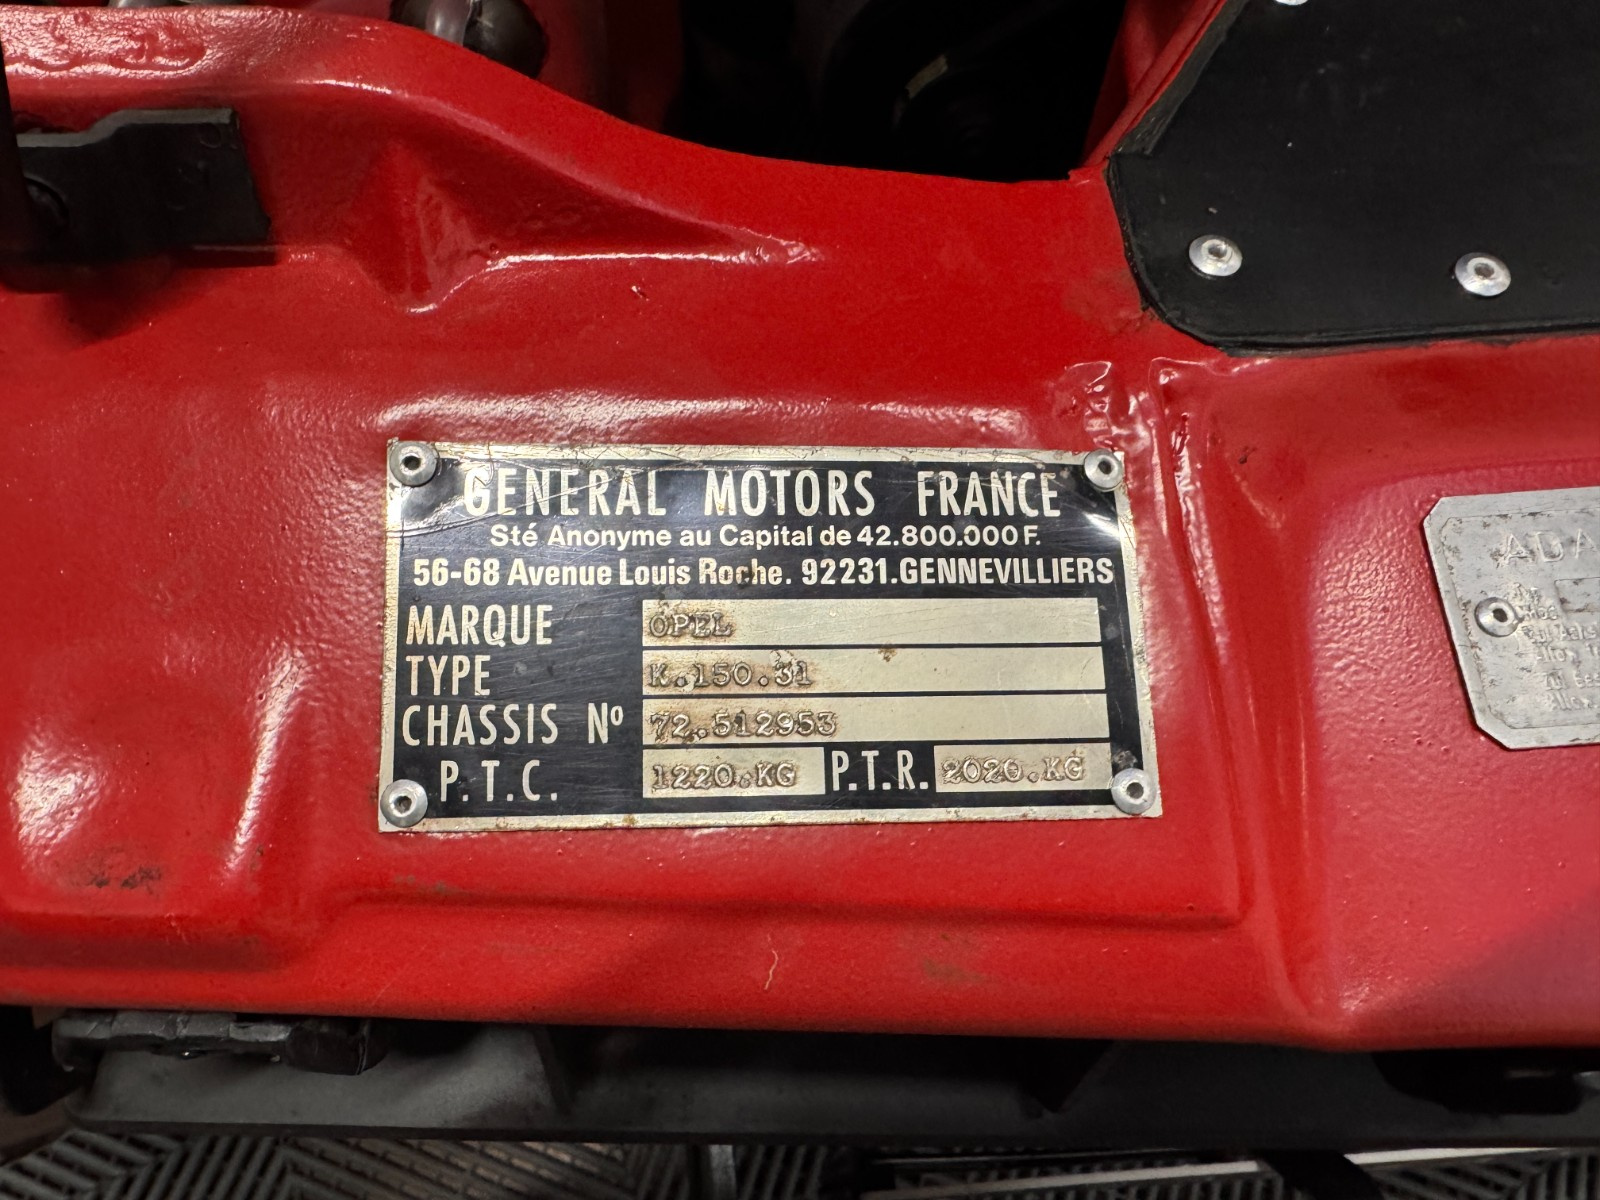 GENERAL MOTORS FRANCE
Sté Anonyme au Capital de 42.800.000 F.
56-68 Avenue Louis Roche. 92231.GENNEVILLIERS
MARQUE OPEL
TYPE K.150.31
CHASSIS Nº 72.512953
P.T.C. 1220.KG P.T.R. 2020.KG
ADA